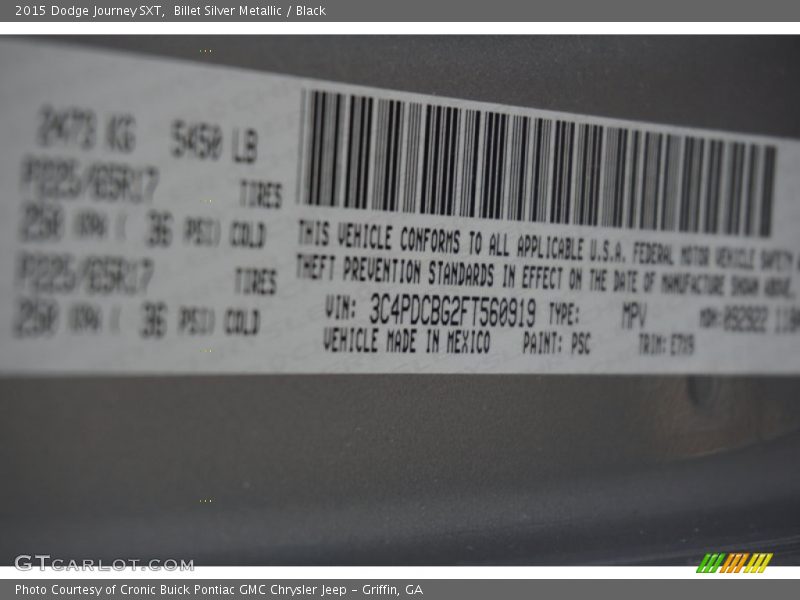 2015 Dodge Journey SXT,  Billet Silver Metallic / Black
2473 KG 5450 LB
P225/65R17 TIRES
250 KPA ( 36 PSI) COLD
P225/65R17 TIRES
250 KPA ( 36 PSI) COLD
THIS VEHICLE CONFORMS TO ALL APPLICABLE U.S.A. FEDERAL MOTOR VEHICLE SAFETY
THEFT PREVENTION STANDARDS IN EFFECT ON THE DATE OF MANUFACTURE SHOWN ABOVE.
VIN: 3C4PDCBG2FT560919 TYPE: MPV MDH:
VEHICLE MADE IN MEXICO PAINT: PSC TRIM:
GTCARLOT.COM
Photo Courtesy of Cronic Buick Pontiac GMC Chrysler Jeep - Griffin, GA